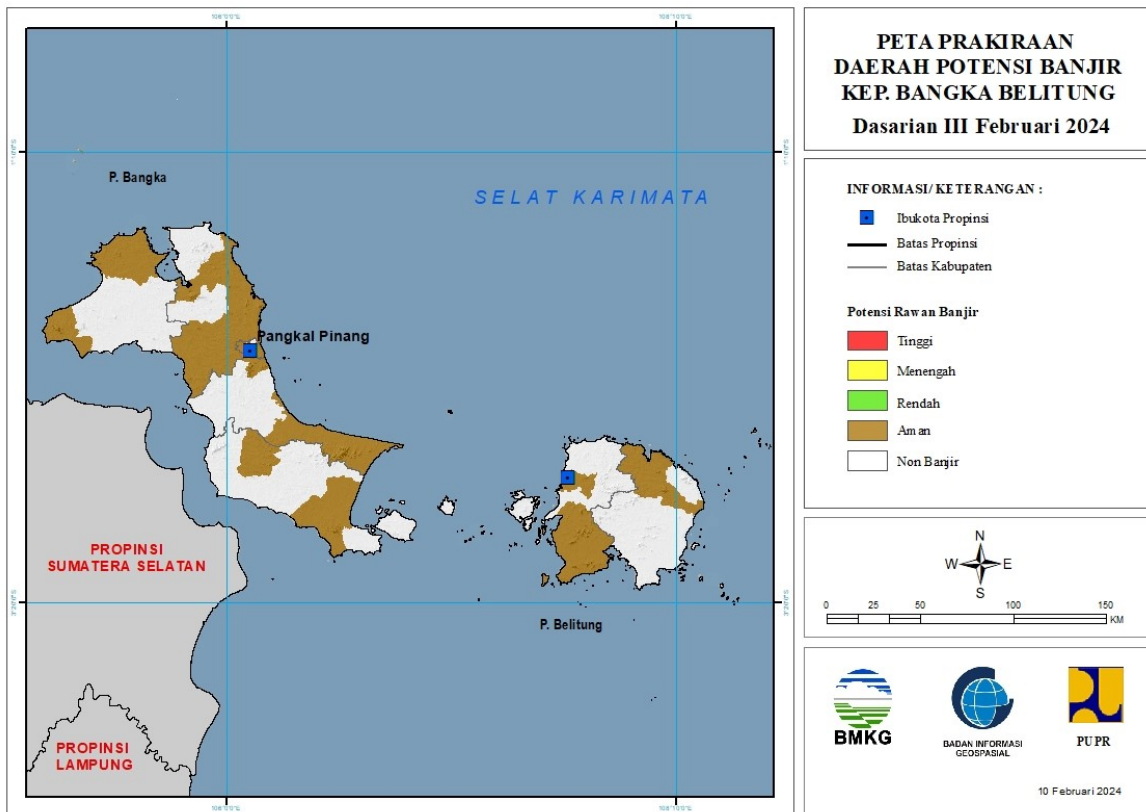 PETA PRAKIRAAN
DAERAH POTENSI BANJIR
KEP. BANGKA BELITUNG
Dasarian III Februari 2024
P. Bangka
SELAT KARIMATA
Pangkal Pinang
PROPINSI
SUMATERA SELATAN
P. Belitung
PROPINSI
LAMPUNG
INFORMASI/ KETERANGAN :
Ibukota Propinsi
Batas Propinsi
Batas Kabupaten
Potensi Rawan Banjir
Tinggi
Menengah
Rendah
Aman
Non Banjir
N
W E
S
0 25 50 100 150
KM
BMKG
BADAN INFORMASI
GEOSPASIAL
PUPR
10 Februari 2024